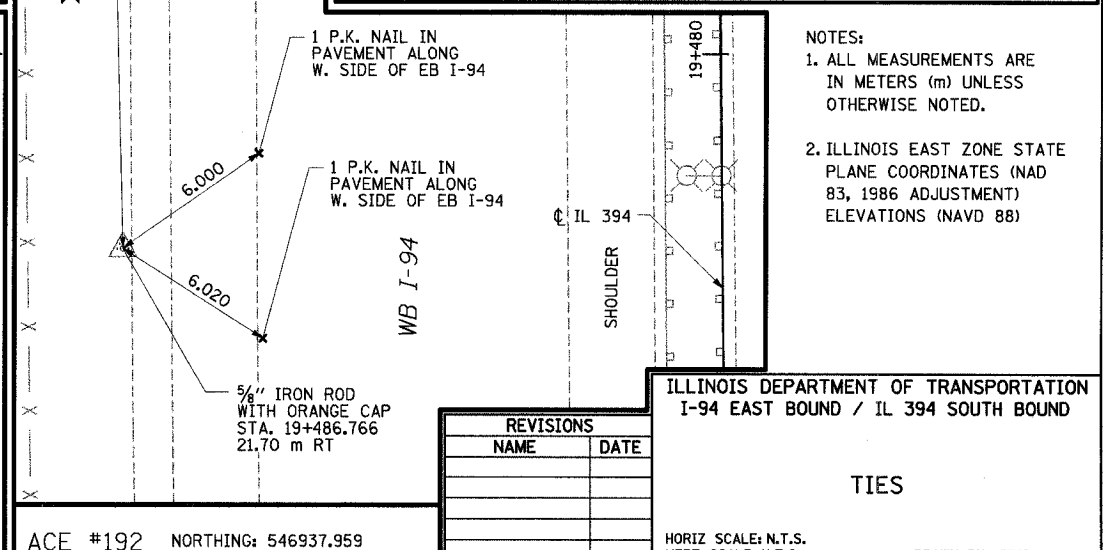 1 P.K. NAIL IN
PAVEMENT ALONG
W. SIDE OF EB I-94
6.000
1 P.K. NAIL IN
PAVEMENT ALONG
W. SIDE OF EB I-94
6.020
WB I-94
⅝" IRON ROD
WITH ORANGE CAP
STA. 19+486.766
21.70 m RT
℄ IL 394
SHOULDER
19+480
NOTES:
1. ALL MEASUREMENTS ARE
IN METERS (m) UNLESS
OTHERWISE NOTED.
2. ILLINOIS EAST ZONE STATE
PLANE COORDINATES (NAD
83, 1986 ADJUSTMENT)
ELEVATIONS (NAVD 88)
ACE #192 NORTHING: 546937.959
REVISIONS
NAME DATE
ILLINOIS DEPARTMENT OF TRANSPORTATION
I-94 EAST BOUND / IL 394 SOUTH BOUND
TIES
HORIZ SCALE: N.T.S.